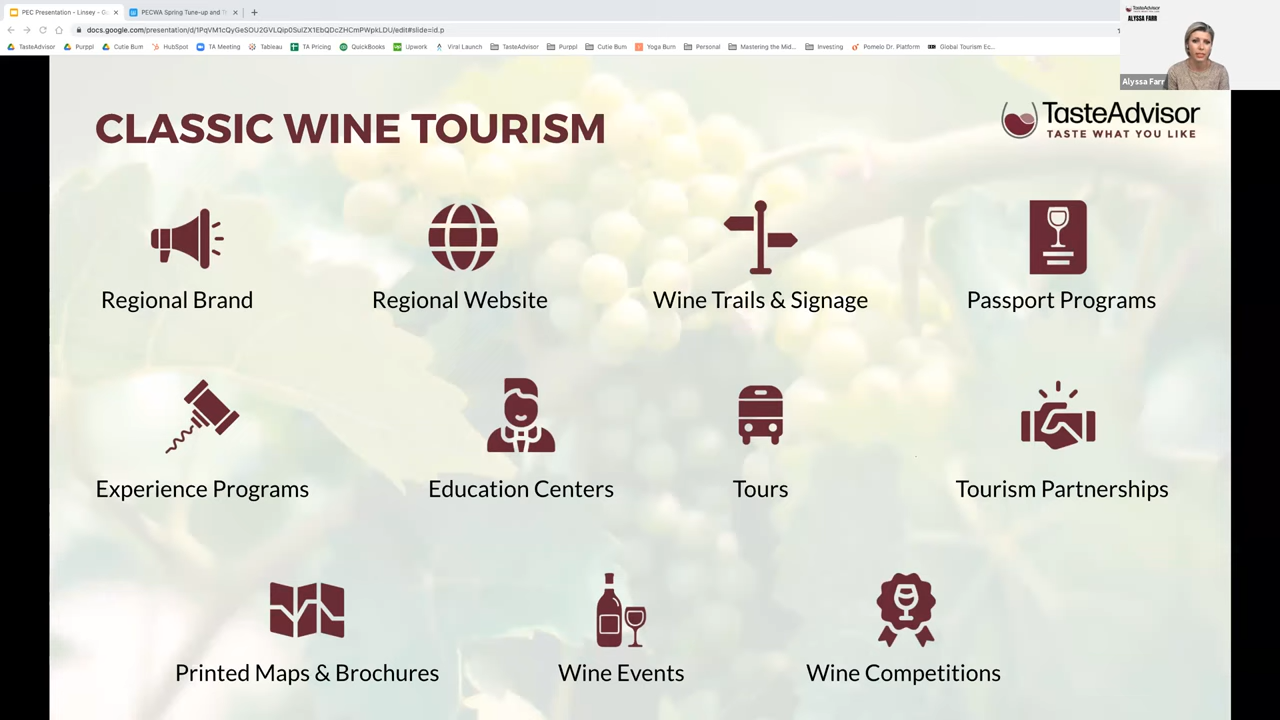 PEC Presentation - Linsey - G
PECWA Spring Tune-up and T
docs.google.com/presentation/d/1PqVM1cQyGeSOU2GVLQip0SuIZX1EbQDcZHCmPWpkLDU/edit#slide=id.p
TasteAdvisor Purppl Cutie Burn HubSpot TA Meeting Tableau TA Pricing QuickBooks Upwork Viral Launch TasteAdvisor Purppl Cutie Burn Yoga Burn Personal Mastering the Mid... Investing Pomelo Dr. Platform Global Tourism Ec...
TasteAdvisor
ALYSSA FARR
Alyssa Farr
CLASSIC WINE TOURISM
TasteAdvisor
TASTE WHAT YOU LIKE
Regional Brand
Regional Website
Wine Trails & Signage
Passport Programs
Experience Programs
Education Centers
Tours
Tourism Partnerships
Printed Maps & Brochures
Wine Events
Wine Competitions